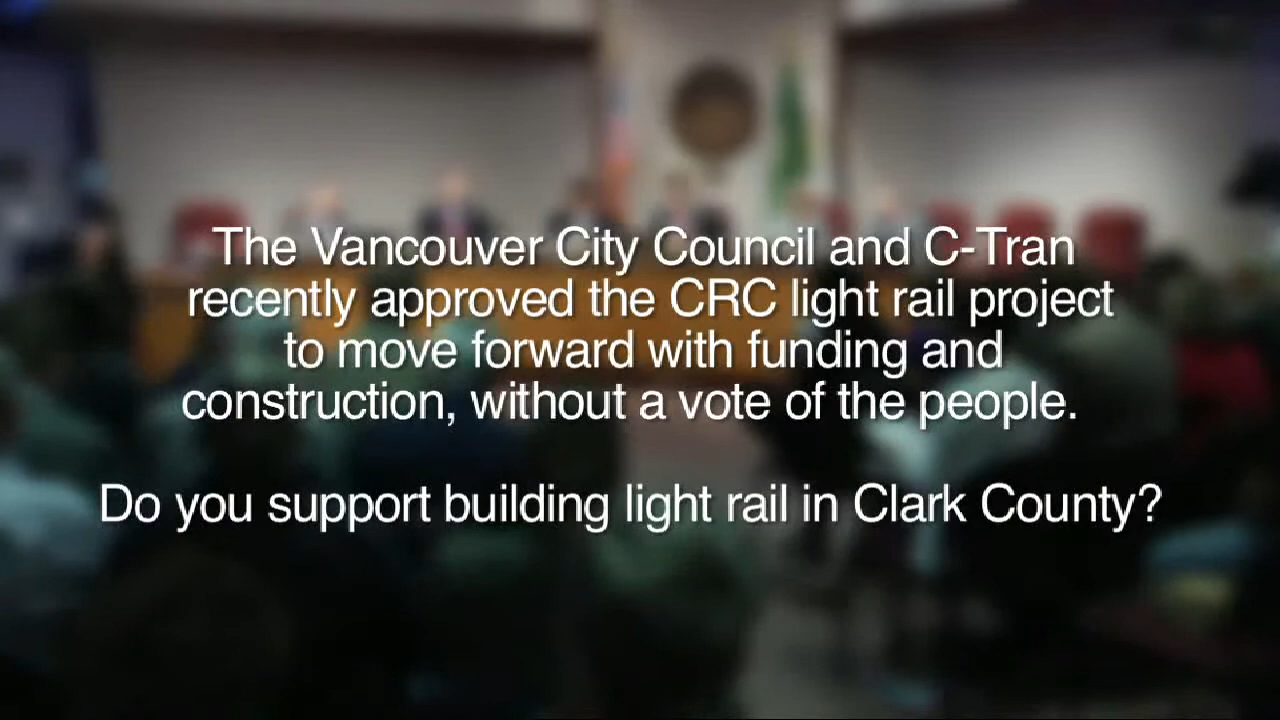 The Vancouver City Council and C-Tran
recently approved the CRC light rail project
to move forward with funding and
construction, without a vote of the people.
Do you support building light rail in Clark County?